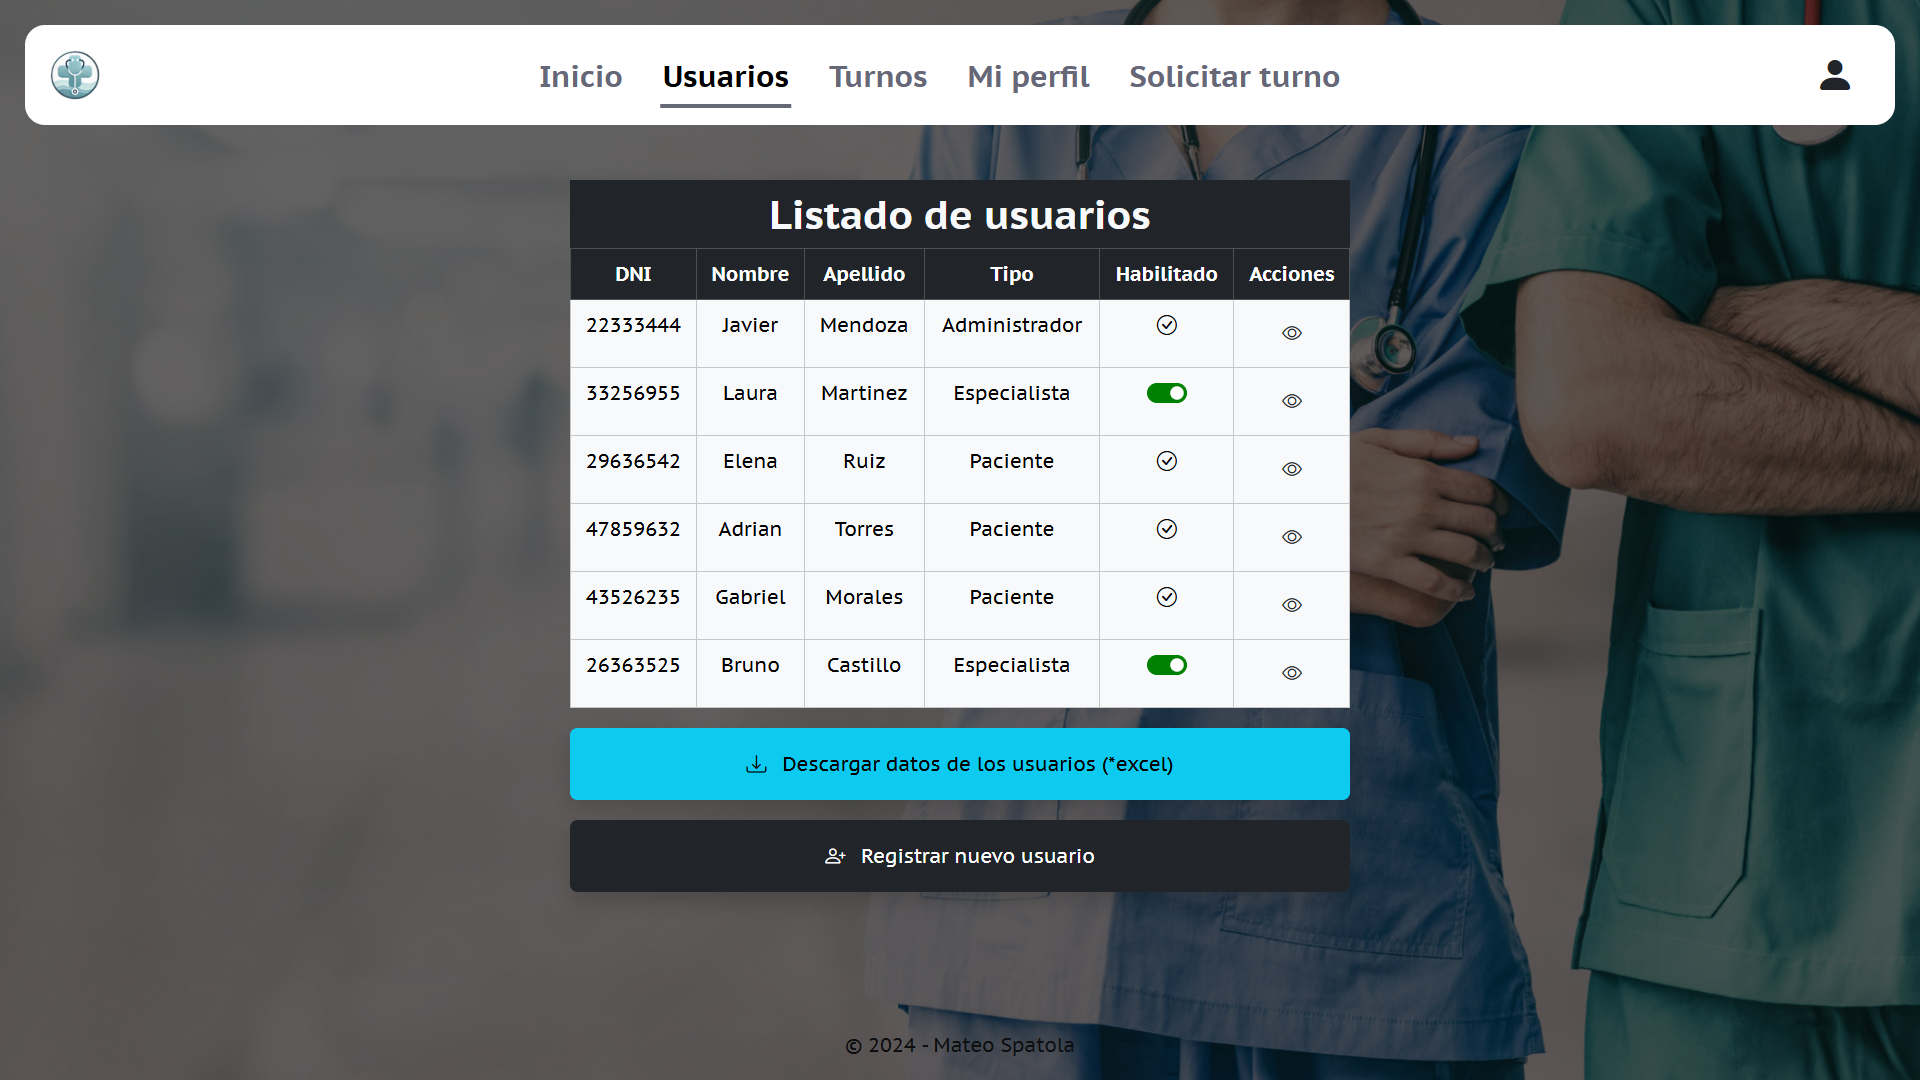 Inicio Usuarios Turnos Mi perfil Solicitar turno
Listado de usuarios
DNI Nombre Apellido Tipo Habilitado Acciones
22333444 Javier Mendoza Administrador
33256955 Laura Martinez Especialista
29636542 Elena Ruiz Paciente
47859632 Adrian Torres Paciente
43526235 Gabriel Morales Paciente
26363525 Bruno Castillo Especialista
Descargar datos de los usuarios (*excel)
Registrar nuevo usuario
© 2024 - Mateo Spatola